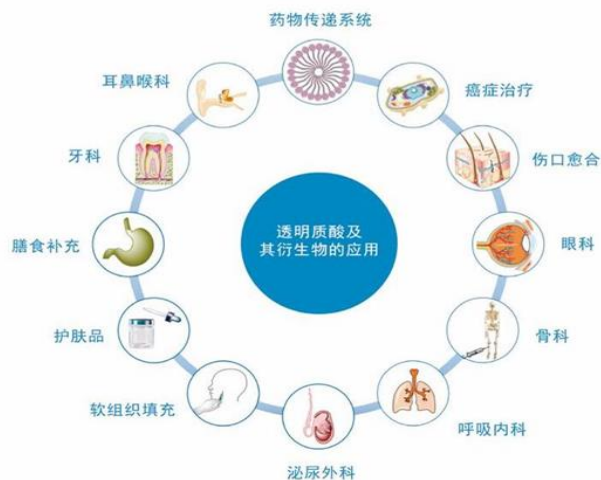 药物传递系统
癌症治疗
伤口愈合
眼科
骨科
呼吸内科
泌尿外科
软组织填充
护肤品
膳食补充
牙科
耳鼻喉科
透明质酸及
其衍生物的应用